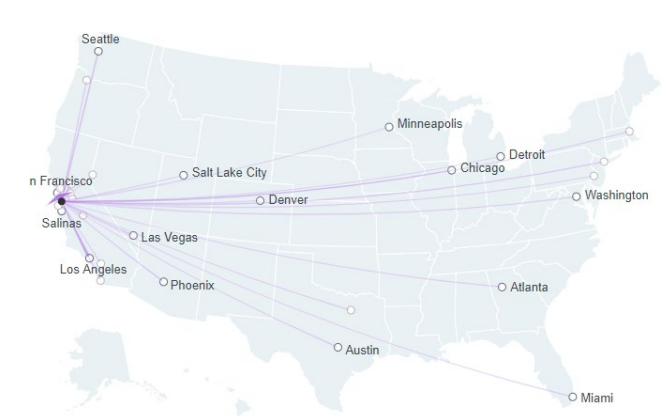 Seattle
Minneapolis
Detroit
Chicago
Salt Lake City
n Francisco
Washington
Denver
Salinas
Las Vegas
Los Angeles
Phoenix
Atlanta
Austin
Miami